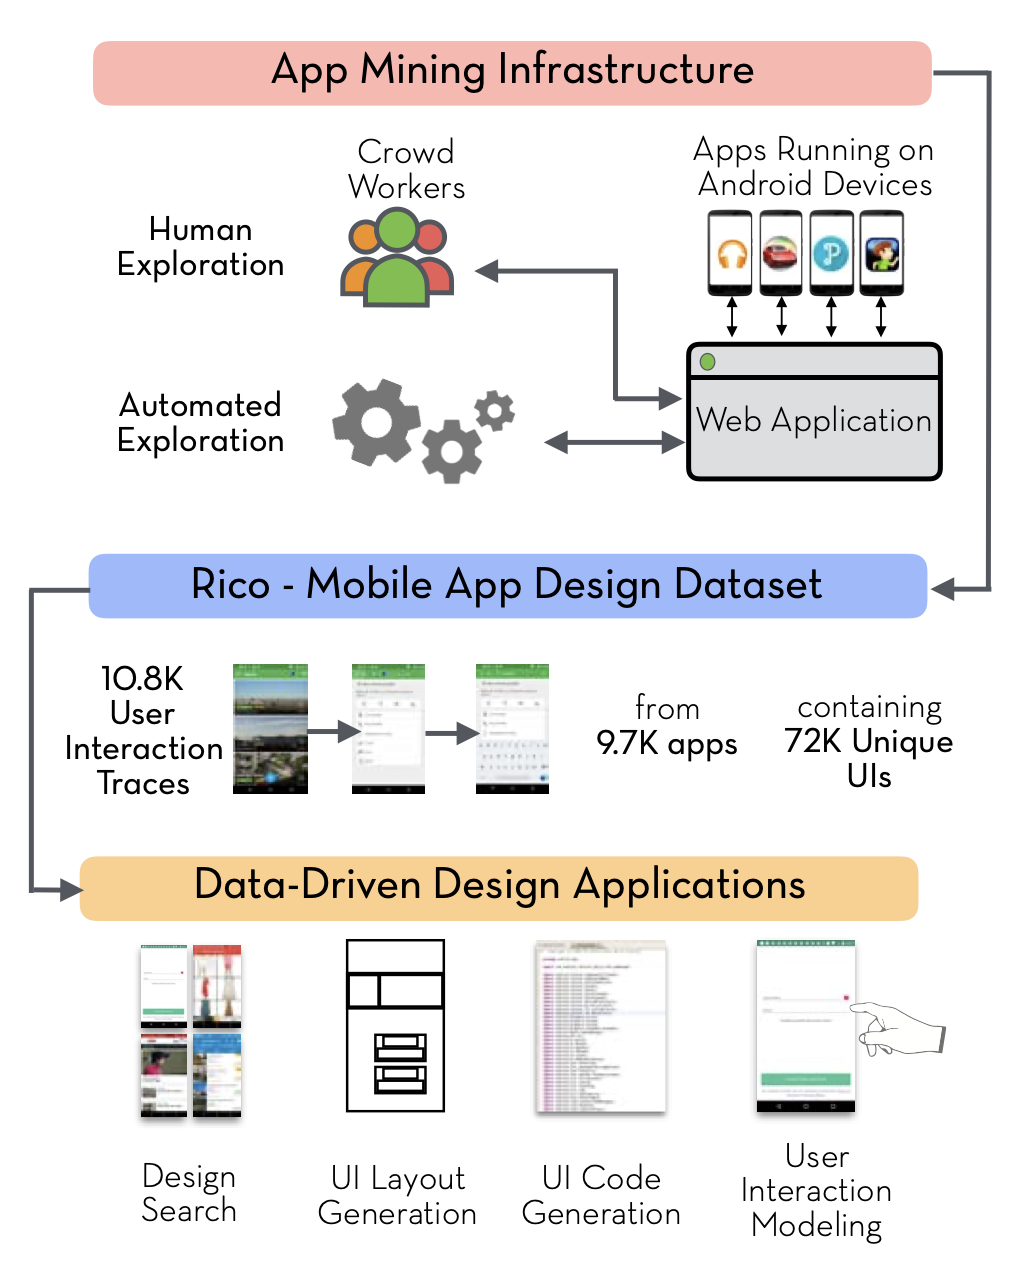 App Mining Infrastructure
Crowd
Workers
Apps Running on
Android Devices
Human
Exploration
Automated
Exploration
Web Application
Rico - Mobile App Design Dataset
10.8K
User
Interaction
Traces
from
9.7K apps
containing
72K Unique
UIs
Data-Driven Design Applications
Design
Search
UI Layout
Generation
UI Code
Generation
User
Interaction
Modeling